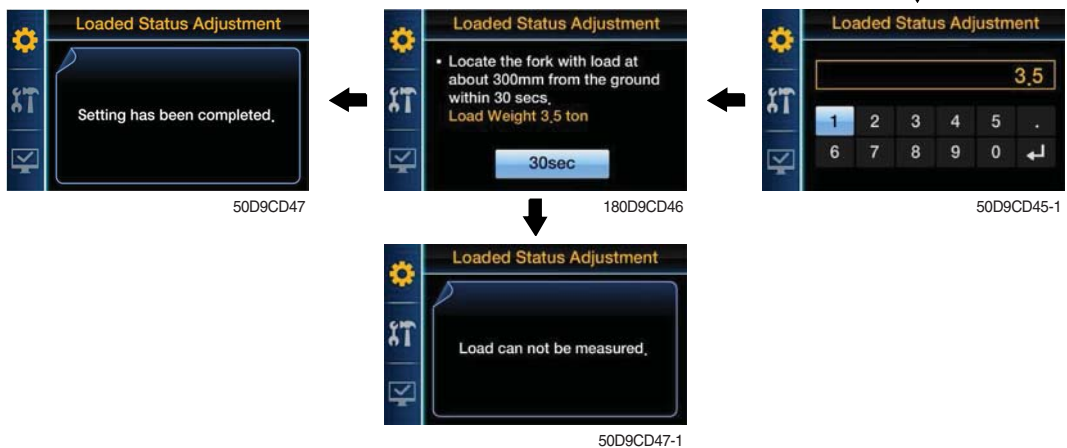 Loaded Status Adjustment
Setting has been completed.
50D9CD47
Loaded Status Adjustment
• Locate the fork with load at
about 300mm from the ground
within 30 secs.
Load Weight 3.5 ton
30sec
180D9CD46
Loaded Status Adjustment
3.5
1 2 3 4 5 .
6 7 8 9 0 ↵
50D9CD45-1
Loaded Status Adjustment
Load can not be measured.
50D9CD47-1